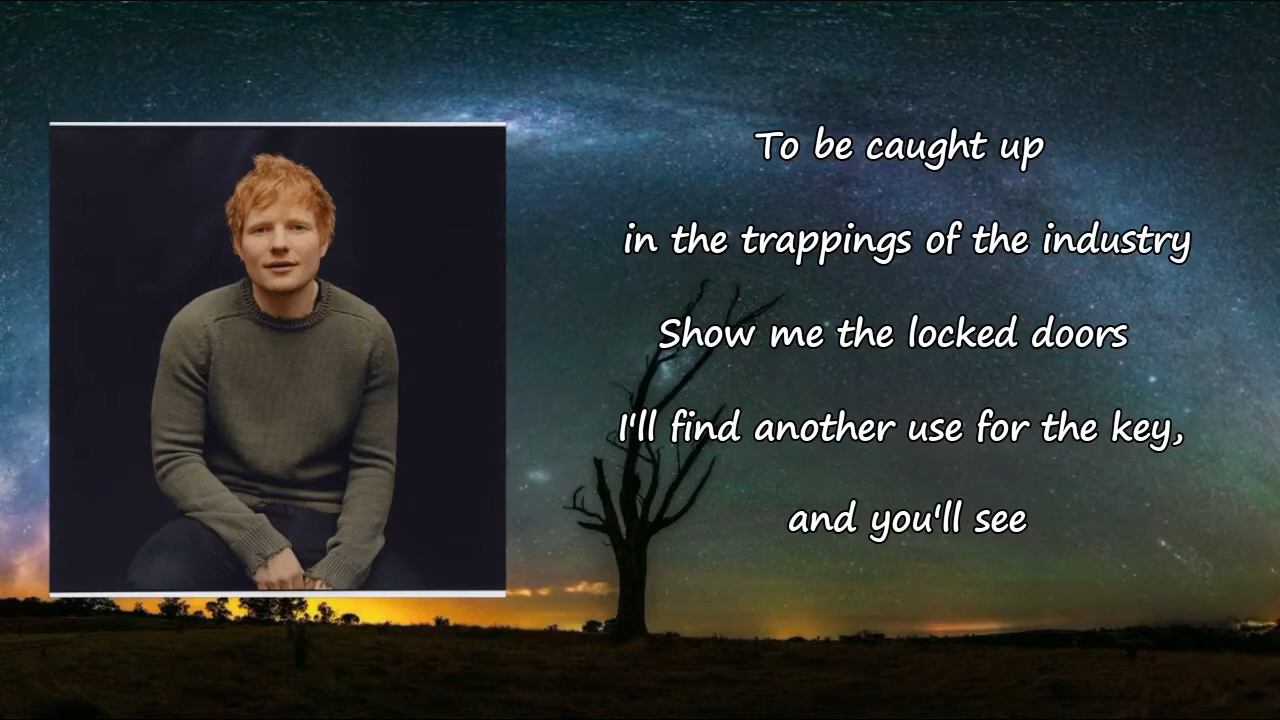 To be caught up
in the trappings of the industry
Show me the locked doors
I'll find another use for the key,
and you'll see